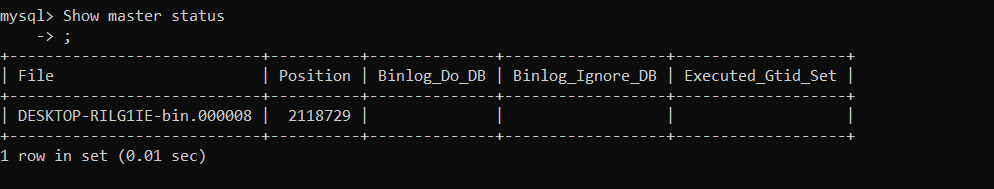 mysql> Show master status
    -> ;
+----------------------------+----------+--------------+------------------+-------------------+
| File                       | Position | Binlog_Do_DB | Binlog_Ignore_DB | Executed_Gtid_Set |
+----------------------------+----------+--------------+------------------+-------------------+
| DESKTOP-RILG1IE-bin.000008 |  2118729 |              |                  |                   |
+----------------------------+----------+--------------+------------------+-------------------+
1 row in set (0.01 sec)